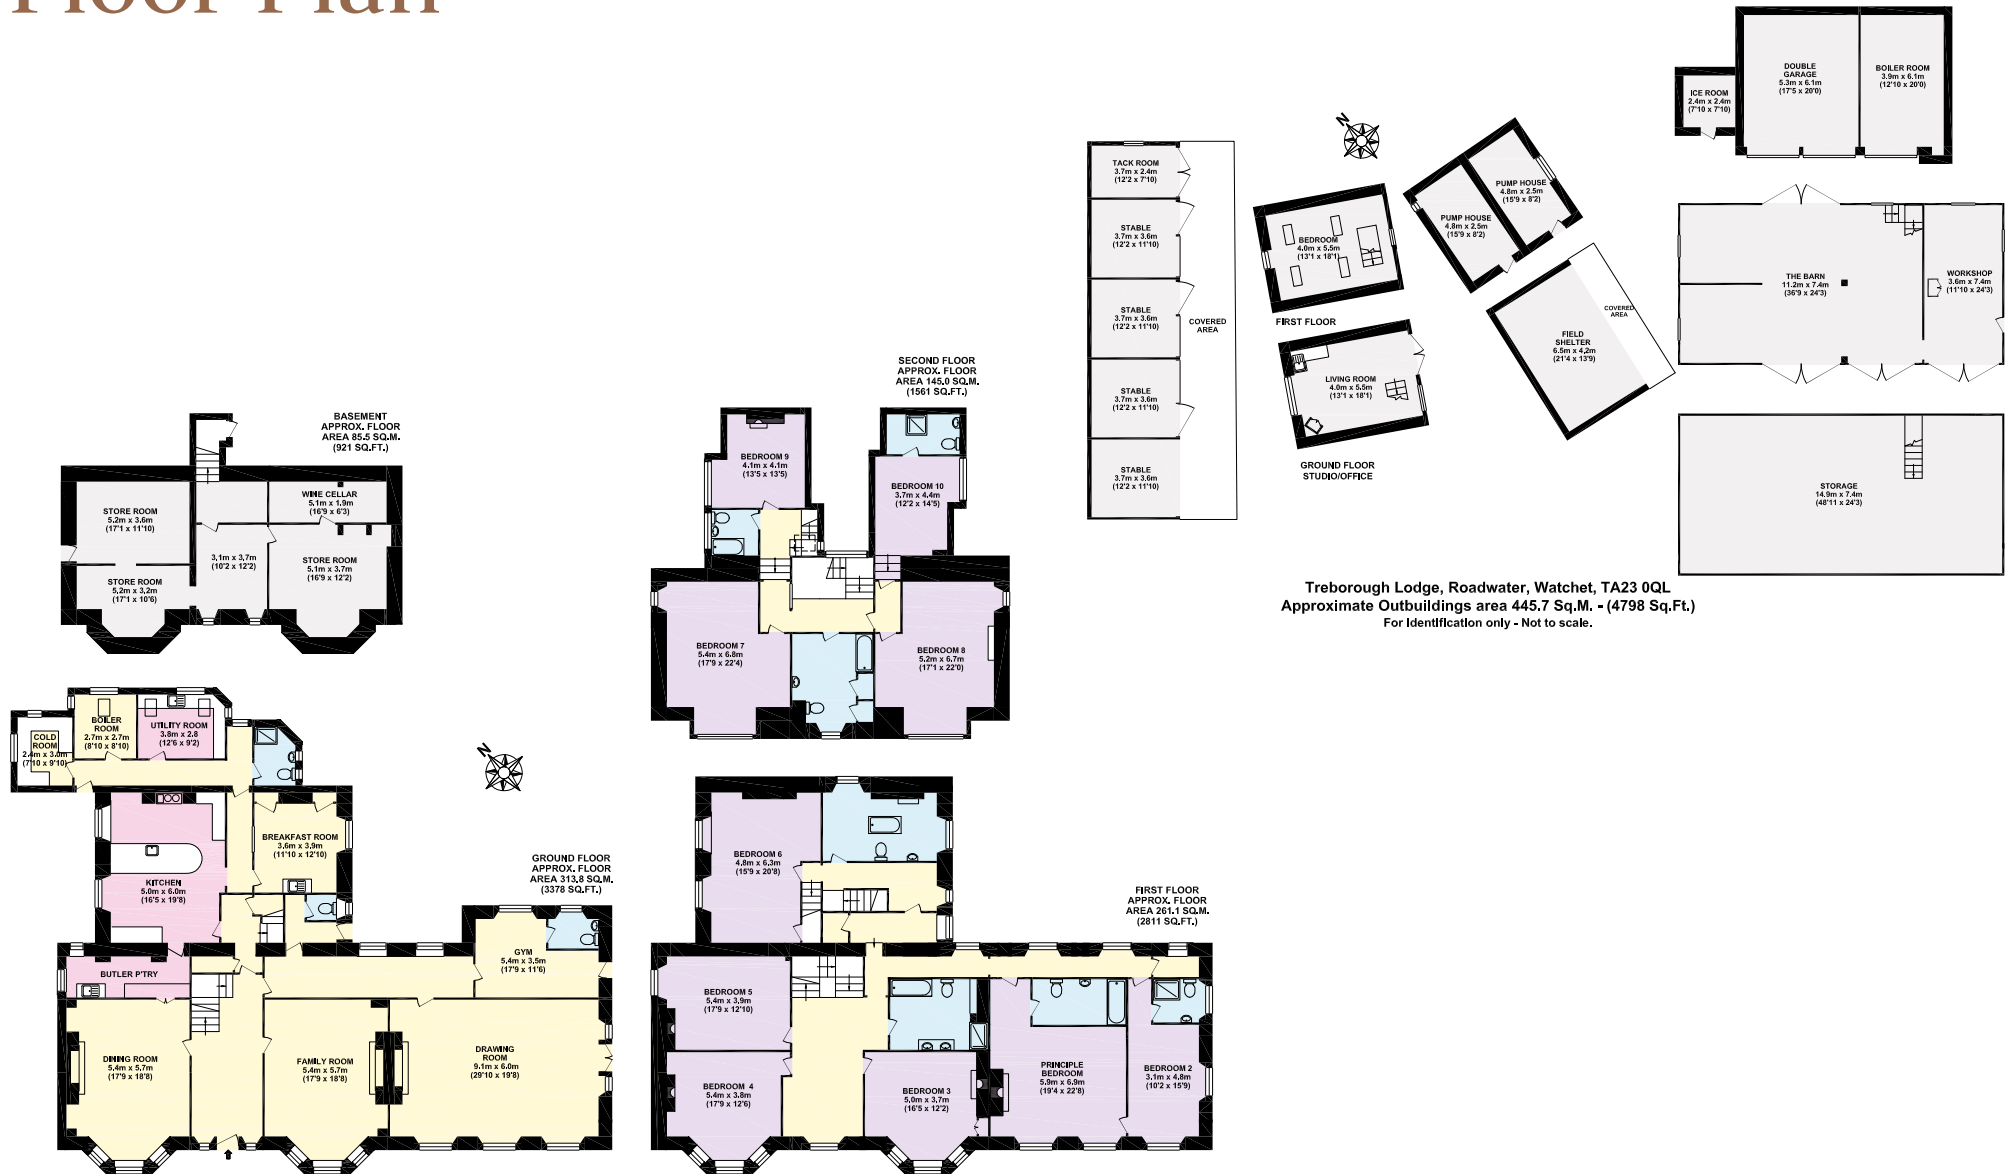 Floor Plan
BASEMENT
APPROX. FLOOR
AREA 85.5 SQ.M.
(921 SQ.FT.)
STORE ROOM
5.2m x 3.6m
(17'1 x 11'10)
WINE CELLAR
5.1m x 1.9m
(16'9 x 6'3)
3.1m x 3.7m
(10'2 x 12'2)
STORE ROOM
5.1m x 3.7m
(16'9 x 12'2)
STORE ROOM
5.2m x 3.2m
(17'1 x 10'6)
COLD
ROOM
2.4m x 3.0m
(7'10 x 9'10)
BOILER
ROOM
2.7m x 2.7m
(8'10 x 8'10)
UTILITY ROOM
3.8m x 2.8
(12'6 x 9'2)
N
BREAKFAST ROOM
3.6m x 3.9m
(11'10 x 12'10)
KITCHEN
5.0m x 6.0m
(16'5 x 19'8)
GROUND FLOOR
APPROX. FLOOR
AREA 313.8 SQ.M.
(3378 SQ.FT.)
GYM
5.4m x 3.5m
(17'9 x 11'6)
BUTLER P'TRY
DINING ROOM
5.4m x 5.7m
(17'9 x 18'8)
FAMILY ROOM
5.4m x 5.7m
(17'9 x 18'8)
DRAWING
ROOM
9.1m x 6.0m
(29'10 x 19'8)
SECOND FLOOR
APPROX. FLOOR
AREA 145.0 SQ.M.
(1561 SQ.FT.)
BEDROOM 9
4.1m x 4.1m
(13'5 x 13'5)
BEDROOM 10
3.7m x 4.4m
(12'2 x 14'5)
BEDROOM 7
5.4m x 6.8m
(17'9 x 22'4)
BEDROOM 8
5.2m x 6.7m
(17'1 x 22'0)
BEDROOM 6
4.8m x 6.3m
(15'9 x 20'8)
FIRST FLOOR
APPROX. FLOOR
AREA 261.1 SQ.M.
(2811 SQ.FT.)
BEDROOM 5
5.4m x 3.9m
(17'9 x 12'10)
BEDROOM 4
5.4m x 3.8m
(17'9 x 12'6)
BEDROOM 3
5.0m x 3.7m
(16'5 x 12'2)
PRINCIPLE
BEDROOM
5.9m x 6.9m
(19'4 x 22'8)
BEDROOM 2
3.1m x 4.8m
(10'2 x 15'9)
TACK ROOM
3.7m x 2.4m
(12'2 x 7'10)
STABLE
3.7m x 3.6m
(12'2 x 11'10)
STABLE
3.7m x 3.6m
(12'2 x 11'10)
STABLE
3.7m x 3.6m
(12'2 x 11'10)
STABLE
3.7m x 3.6m
(12'2 x 11'10)
COVERED
AREA
N
BEDROOM
4.0m x 5.5m
(13'1 x 18'1)
FIRST FLOOR
LIVING ROOM
4.0m x 5.5m
(13'1 x 18'1)
GROUND FLOOR
STUDIO/OFFICE
PUMP HOUSE
4.8m x 2.5m
(15'9 x 8'2)
PUMP HOUSE
4.8m x 2.5m
(15'9 x 8'2)
COVERED
AREA
FIELD
SHELTER
6.5m x 4.2m
(21'4 x 13'9)
ICE ROOM
2.4m x 2.4m
(7'10 x 7'10)
DOUBLE
GARAGE
5.3m x 6.1m
(17'5 x 20'0)
BOILER ROOM
3.9m x 6.1m
(12'10 x 20'0)
THE BARN
11.2m x 7.4m
(36'9 x 24'3)
WORKSHOP
3.6m x 7.4m
(11'10 x 24'3)
STORAGE
14.9m x 7.4m
(48'11 x 24'3)
Treborough Lodge, Roadwater, Watchet, TA23 0QL
Approximate Outbuildings area 445.7 Sq.M. - (4798 Sq.Ft.)
For identification only - Not to scale.